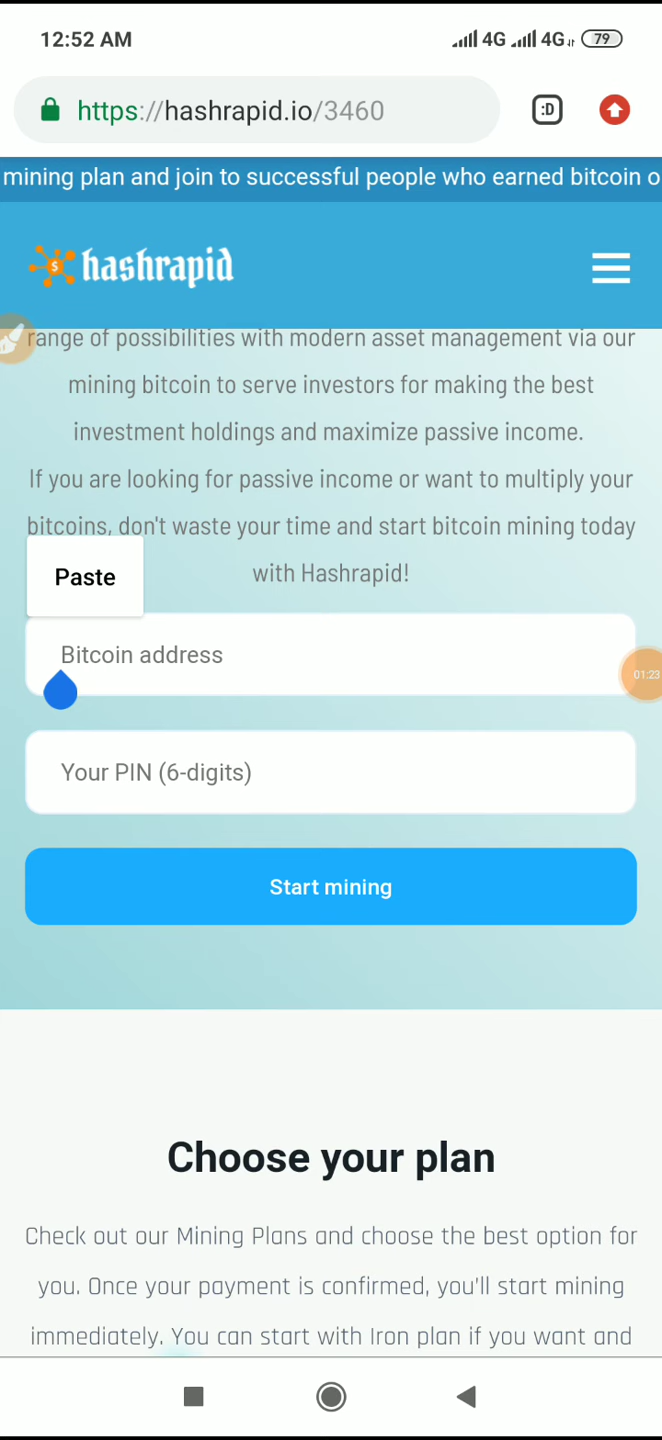 12:52 AM 4G 4G 79
https://hashrapid.io/3460 :D
mining plan and join to successful people who earned bitcoin o
$ hashrapid
range of possibilities with modern asset management via our
mining bitcoin to serve investors for making the best
investment holdings and maximize passive income.
If you are looking for passive income or want to multiply your
bitcoins, don't waste your time and start bitcoin mining today
with Hashrapid!
Paste
Bitcoin address
01:23
Your PIN (6-digits)
Start mining
Choose your plan
Check out our Mining Plans and choose the best option for
you. Once your payment is confirmed, you'll start mining
immediately. You can start with Iron plan if you want and